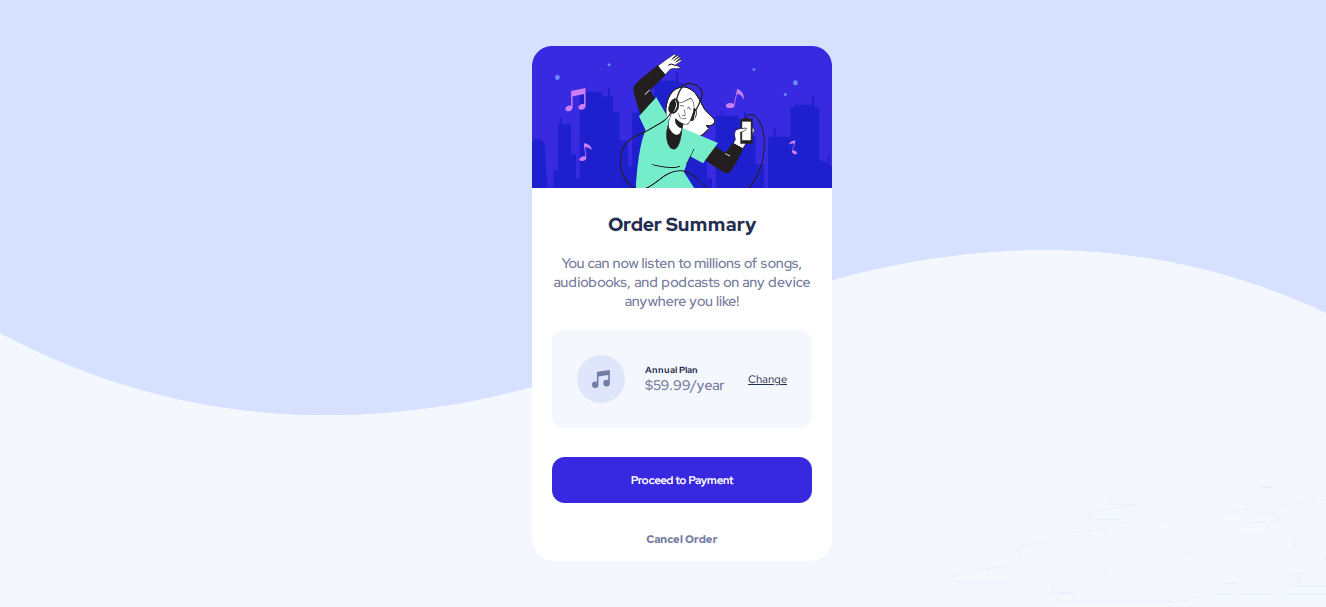 Order Summary
You can now listen to millions of songs,
audiobooks, and podcasts on any device
anywhere you like!
Annual Plan
$59.99/year
Change
Proceed to Payment
Cancel Order